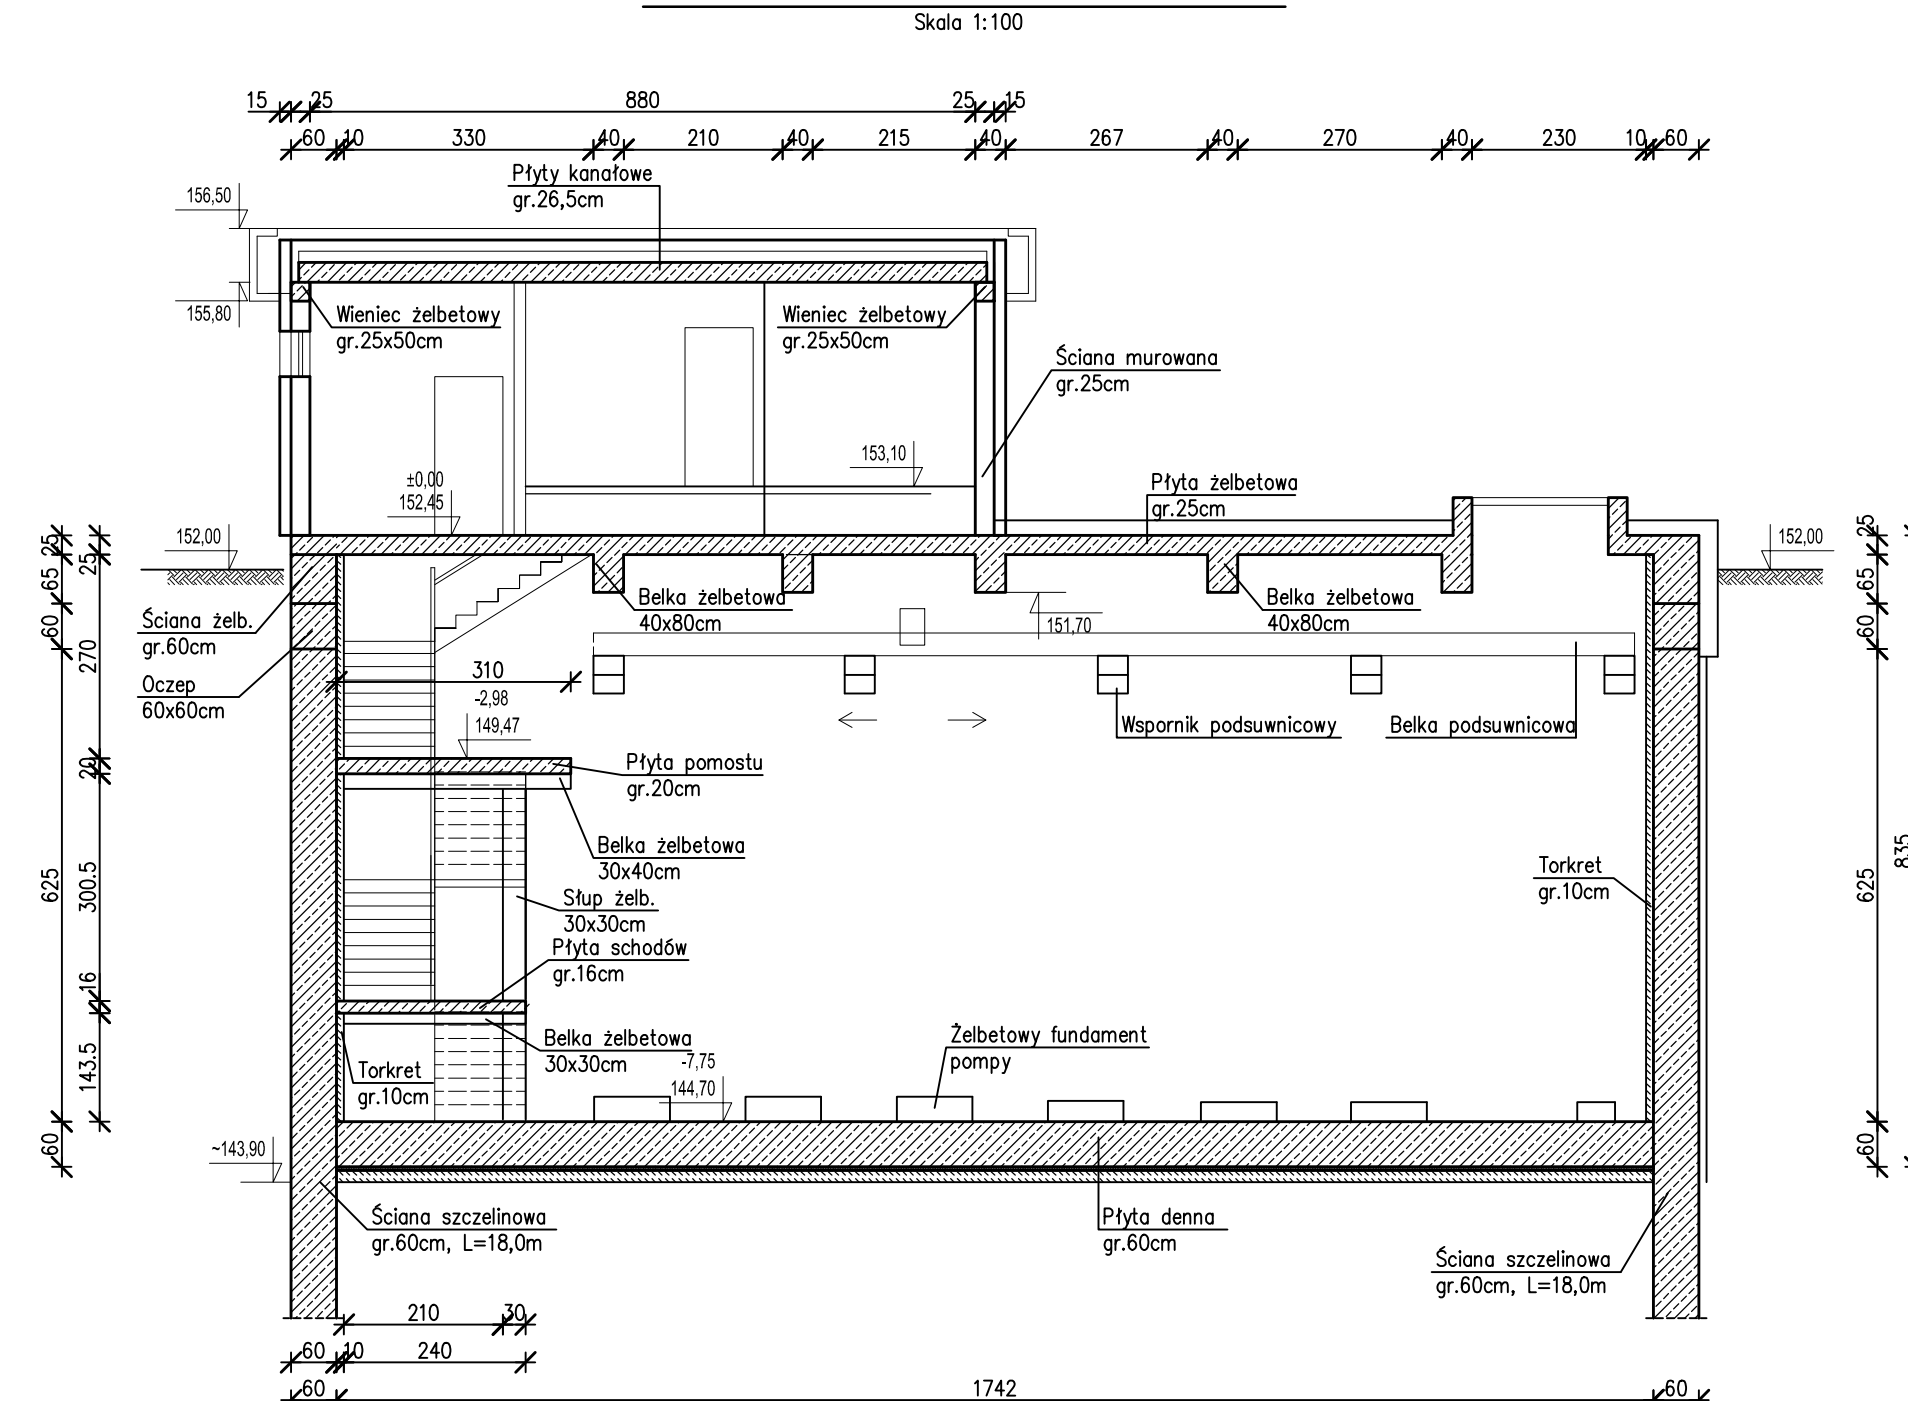 Skala 1:100
15 25 880 25 15
60 10 330 40 210 40 215 40 267 40 270 40 230 10 60
Płyty kanałowe
gr.26,5cm
156,50
155,80
Wieniec żelbetowy
gr.25x50cm
Wieniec żelbetowy
gr.25x50cm
Ściana murowana
gr.25cm
153,10
±0,00
152,45
Płyta żelbetowa
gr.25cm
152,00
152,00
25
65
60
625
60
25
270
20
300.5
16
143.5
25
65
60
625
60
835
Ściana żelb.
gr.60cm
Oczep
60x60cm
Belka żelbetowa
40x80cm
151,70
Belka żelbetowa
40x80cm
310
-2,98
149,47
Wspornik podsuwnicowy
Belka podsuwnicowa
Płyta pomostu
gr.20cm
Belka żelbetowa
30x40cm
Słup żelb.
30x30cm
Płyta schodów
gr.16cm
Torkret
gr.10cm
Belka żelbetowa
30x30cm
-7,75
144,70
Żelbetowy fundament
pompy
Torkret
gr.10cm
~143,90
Ściana szczelinowa
gr.60cm, L=18,0m
Płyta denna
gr.60cm
Ściana szczelinowa
gr.60cm, L=18,0m
210 30
60 10 240
60 1742 60